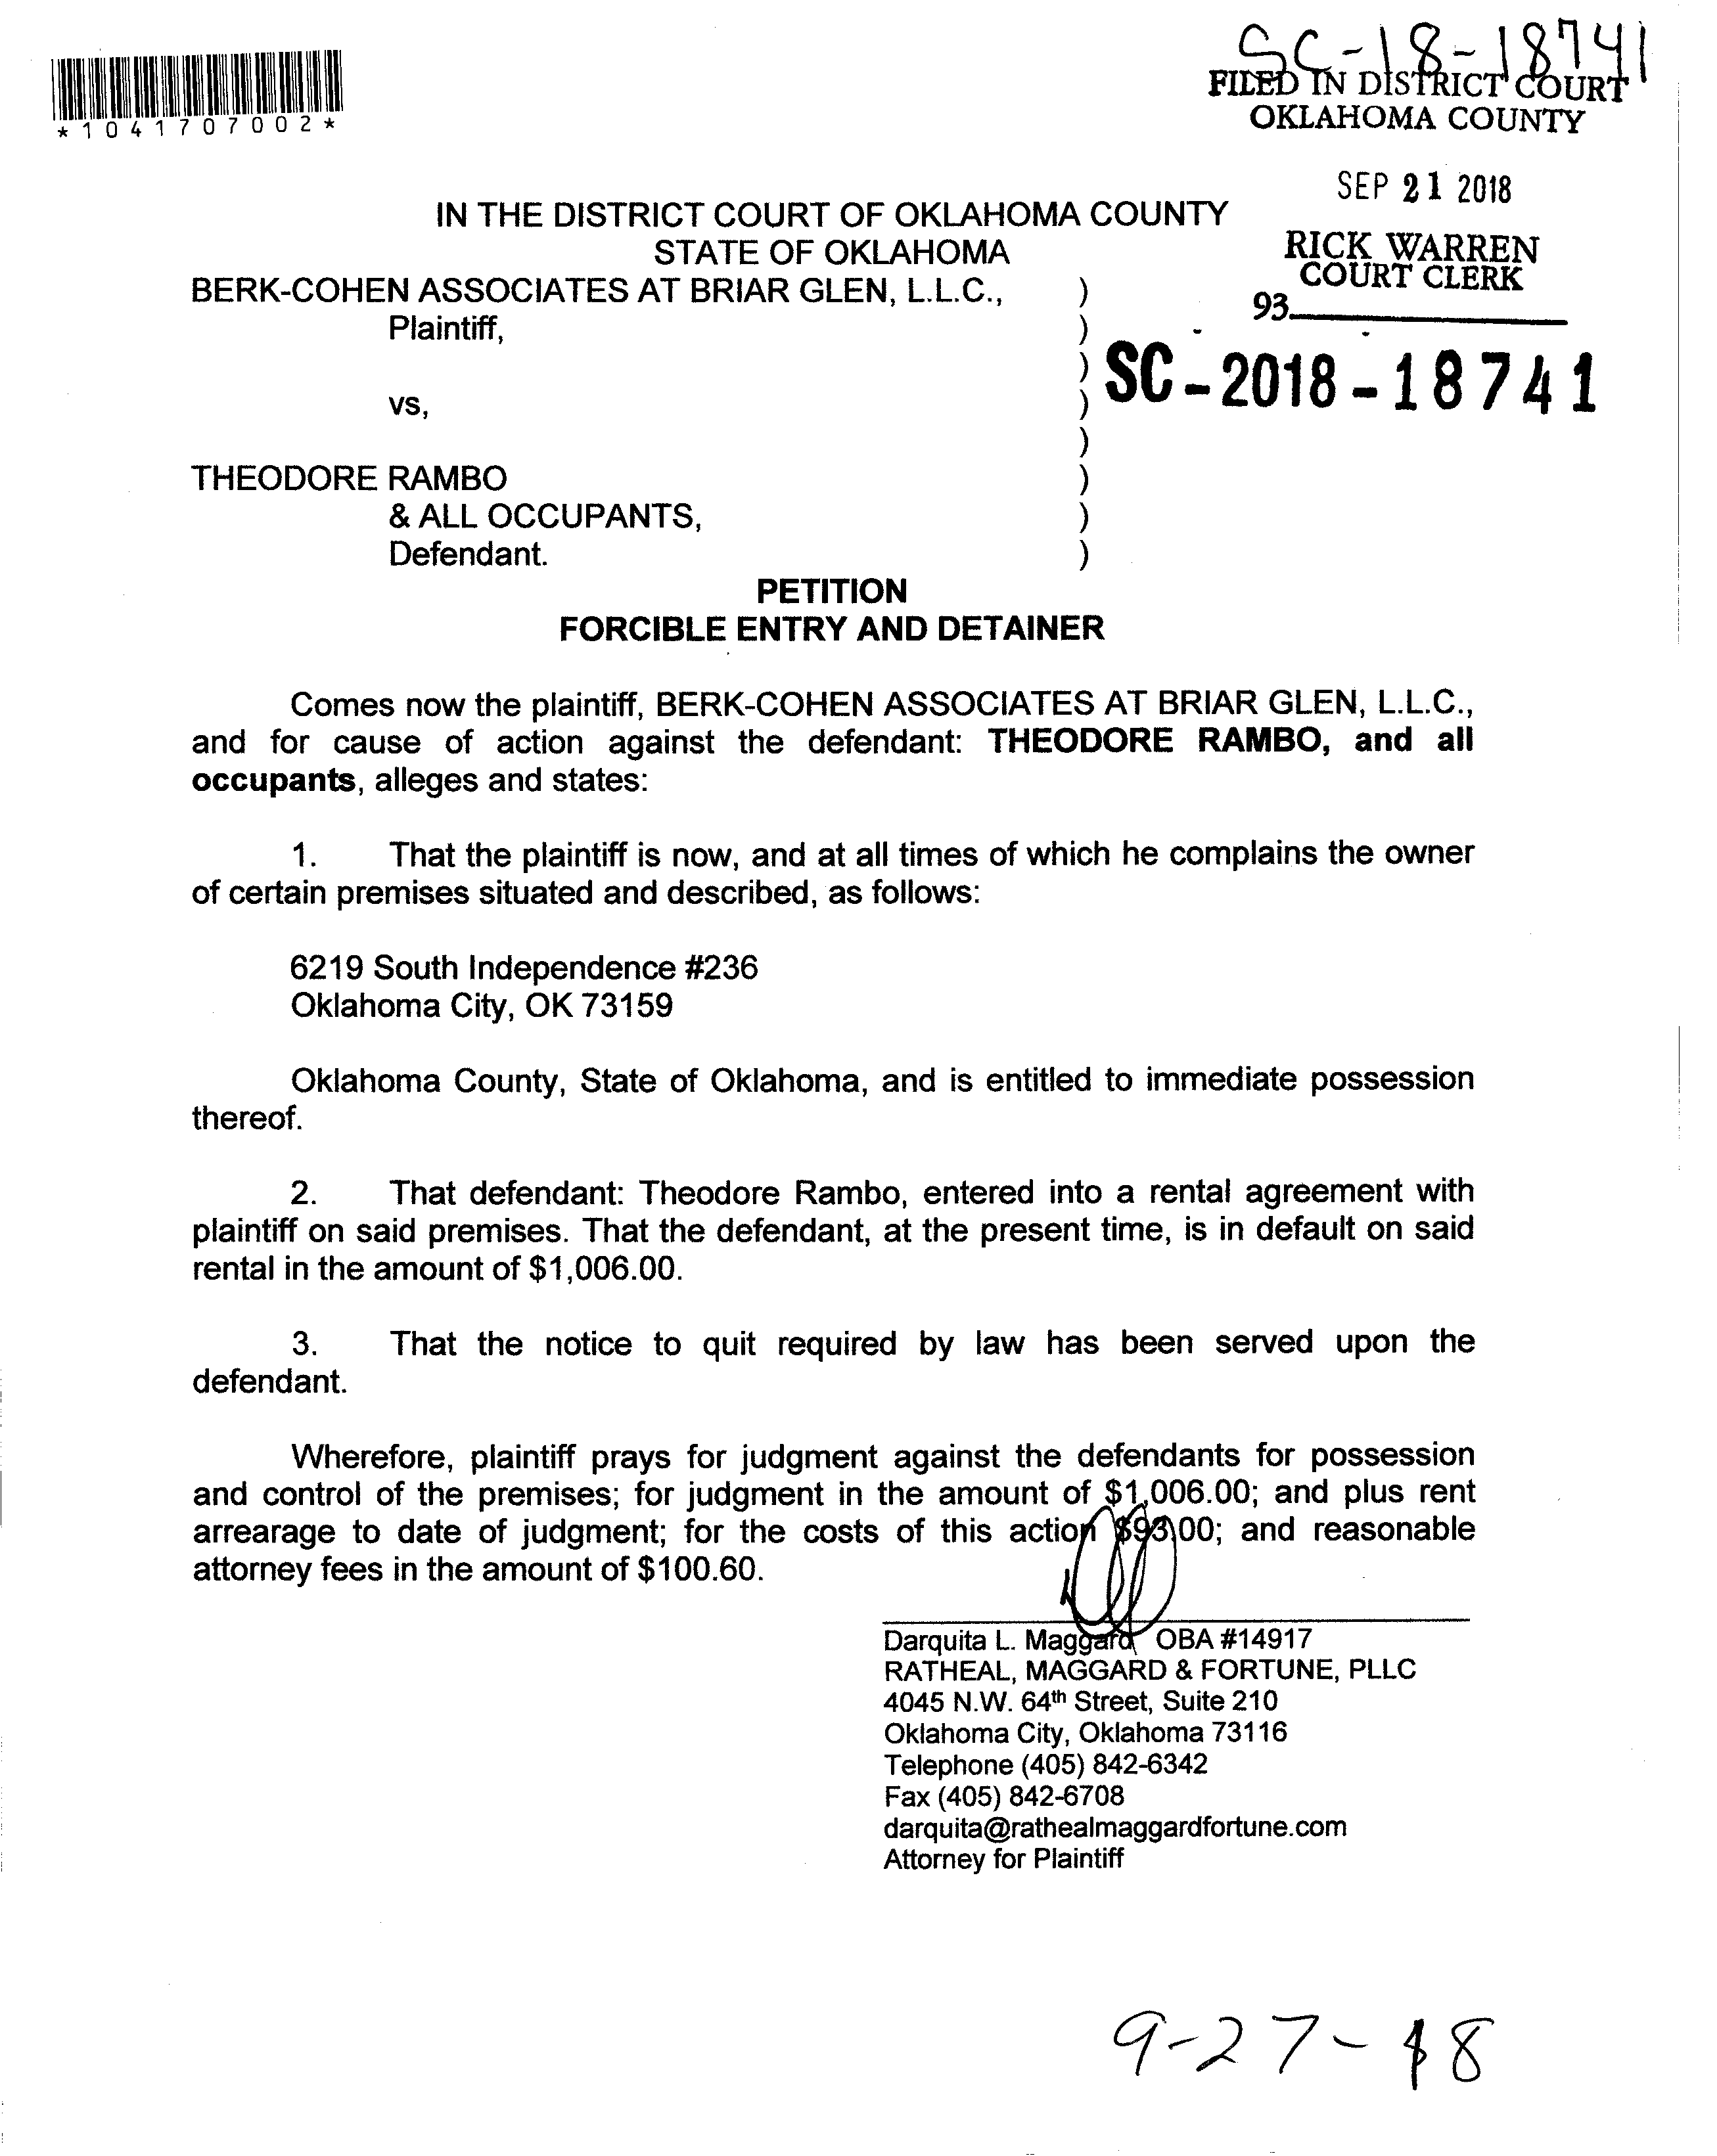 SC-18-18741
*1041707002*
FILED IN DISTRICT COURT
OKLAHOMA COUNTY
SEP 21 2018
RICK WARREN
COURT CLERK
93
IN THE DISTRICT COURT OF OKLAHOMA COUNTY
STATE OF OKLAHOMA
BERK-COHEN ASSOCIATES AT BRIAR GLEN, L.L.C., )
Plaintiff, )
) SC-2018-18741
vs, )
)
THEODORE RAMBO )
& ALL OCCUPANTS, )
Defendant. )
PETITION
FORCIBLE ENTRY AND DETAINER
Comes now the plaintiff, BERK-COHEN ASSOCIATES AT BRIAR GLEN, L.L.C.,
and for cause of action against the defendant: THEODORE RAMBO, and all
occupants, alleges and states:
1. That the plaintiff is now, and at all times of which he complains the owner
of certain premises situated and described, as follows:
6219 South Independence #236
Oklahoma City, OK 73159
Oklahoma County, State of Oklahoma, and is entitled to immediate possession
thereof.
2. That defendant: Theodore Rambo, entered into a rental agreement with
plaintiff on said premises. That the defendant, at the present time, is in default on said
rental in the amount of $1,006.00.
3. That the notice to quit required by law has been served upon the
defendant.
Wherefore, plaintiff prays for judgment against the defendants for possession
and control of the premises; for judgment in the amount of $1,006.00; and plus rent
arrearage to date of judgment; for the costs of this action $93.00; and reasonable
attorney fees in the amount of $100.60.
Darquita L. Maggard OBA #14917
RATHEAL, MAGGARD & FORTUNE, PLLC
4045 N.W. 64th Street, Suite 210
Oklahoma City, Oklahoma 73116
Telephone (405) 842-6342
Fax (405) 842-6708
darquita@rathealmaggardfortune.com
Attorney for Plaintiff
9-27-18